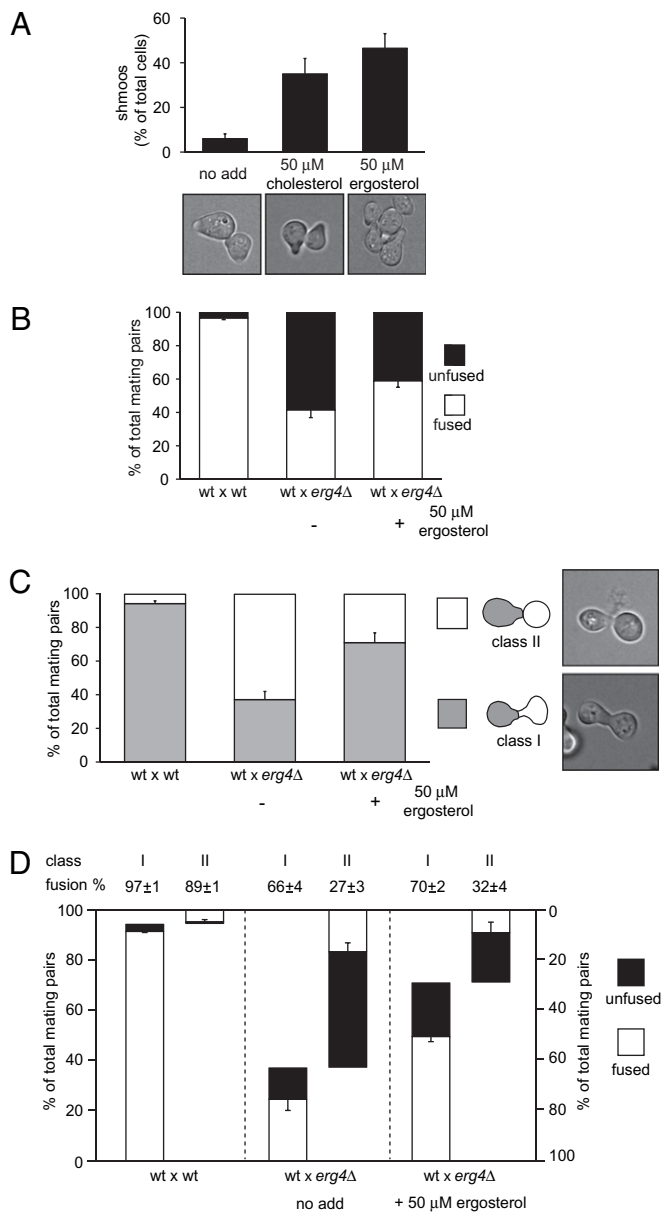 A
60
40
20
0
shmoos
(% of total cells)
no add
50 μM
cholesterol
50 μM
ergosterol
B
100
80
60
40
20
0
% of total mating pairs
unfused
fused
wt x wt
wt x erg4Δ
wt x erg4Δ
- + 50 μM
ergosterol
C
100
80
60
40
20
0
% of total mating pairs
class II
class I
wt x wt
wt x erg4Δ
wt x erg4Δ
- + 50 μM
ergosterol
D
class I II I II I II
fusion % 97±1 89±1 66±4 27±3 70±2 32±4
100
80
60
40
20
0
% of total mating pairs
0
20
40
60
80
100
% of total mating pairs
unfused
fused
wt x wt
wt x erg4Δ
wt x erg4Δ
no add
+ 50 μM ergosterol